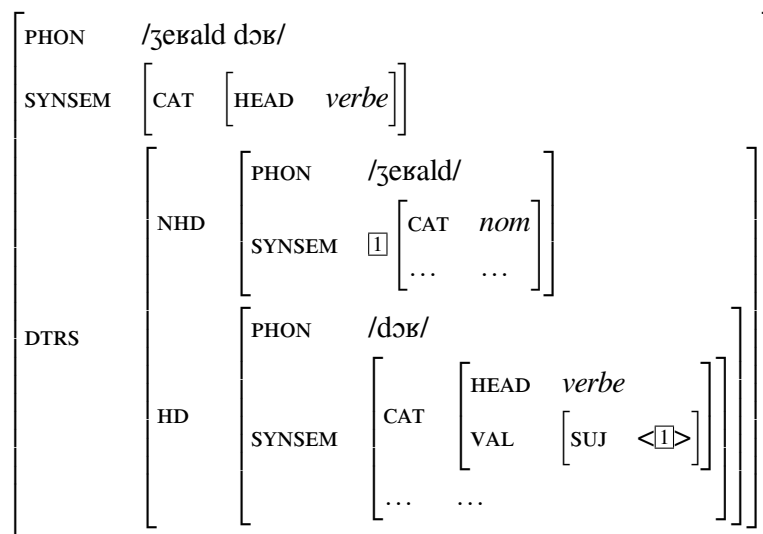 PHON /ʒeʁald dɔʁ/
SYNSEM CAT HEAD verbe
PHON /ʒeʁald/
NHD
SYNSEM 1 CAT nom
… …
DTRS
PHON /dɔʁ/
HEAD verbe
HD
CAT
SYNSEM VAL SUJ <1>
… …